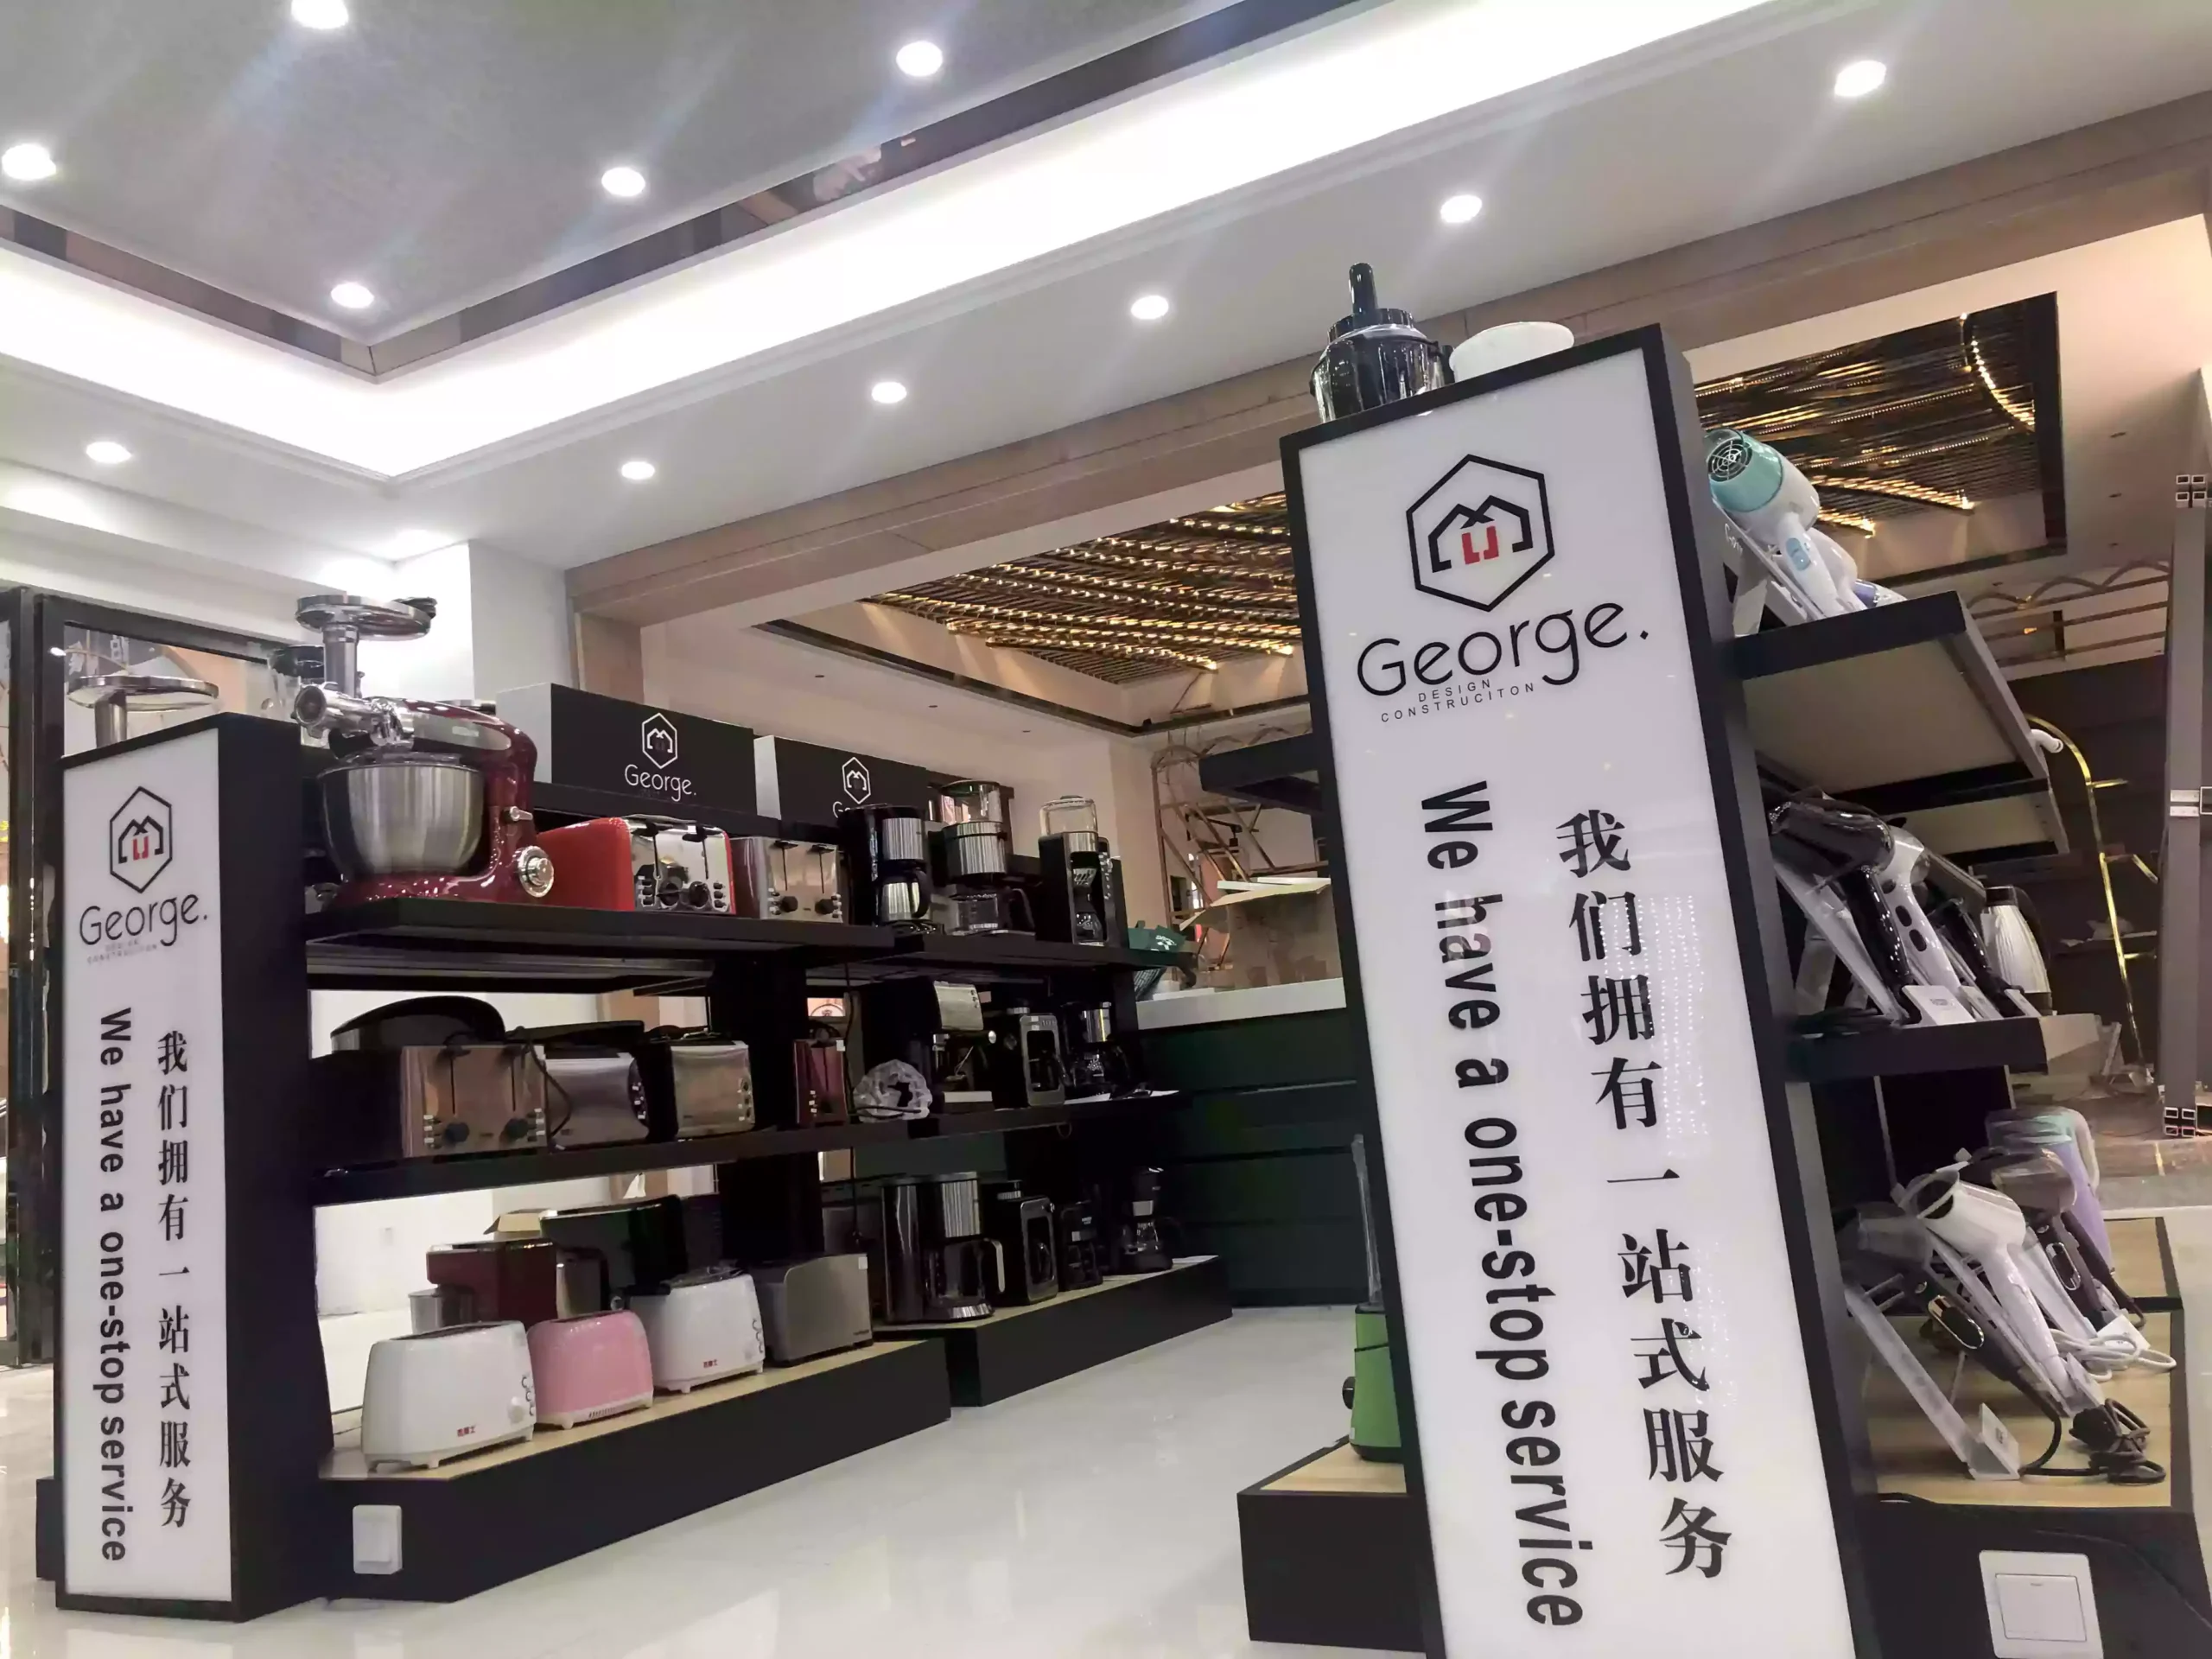 George.
DESIGN
CONSTRUCITON
我们拥有一站式服务
We have a one-stop service
George.
George.
George.
DESIGN
CONSTRUCITON
我们拥有一站式服务
We have a one-stop service